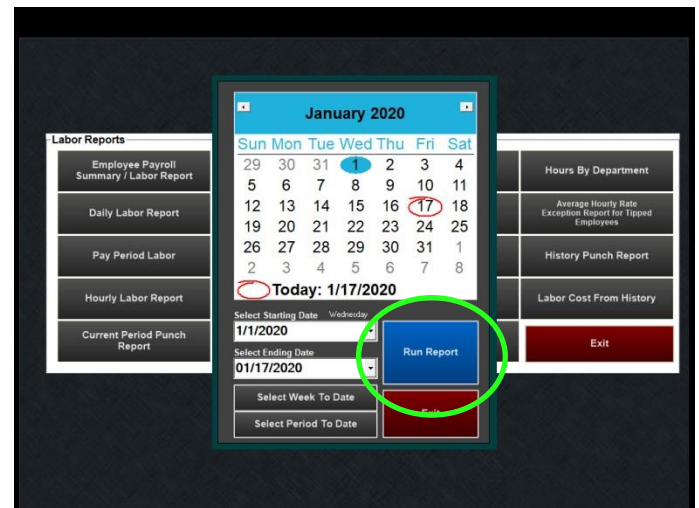 Labor Reports
Employee Payroll
Summary / Labor Report
Daily Labor Report
Pay Period Labor
Hourly Labor Report
Current Period Punch
Report
January 2020
Sun Mon Tue Wed Thu Fri Sat
29 30 31 1 2 3 4
5 6 7 8 9 10 11
12 13 14 15 16 17 18
19 20 21 22 23 24 25
26 27 28 29 30 31 1
2 3 4 5 6 7 8
Today: 1/17/2020
Select Starting Date Wednesday
1/1/2020
Select Ending Date
01/17/2020
Run Report
Select Week To Date
Select Period To Date
Exit
Hours By Department
Average Hourly Rate
Exception Report for Tipped
Employees
History Punch Report
Labor Cost From History
Exit